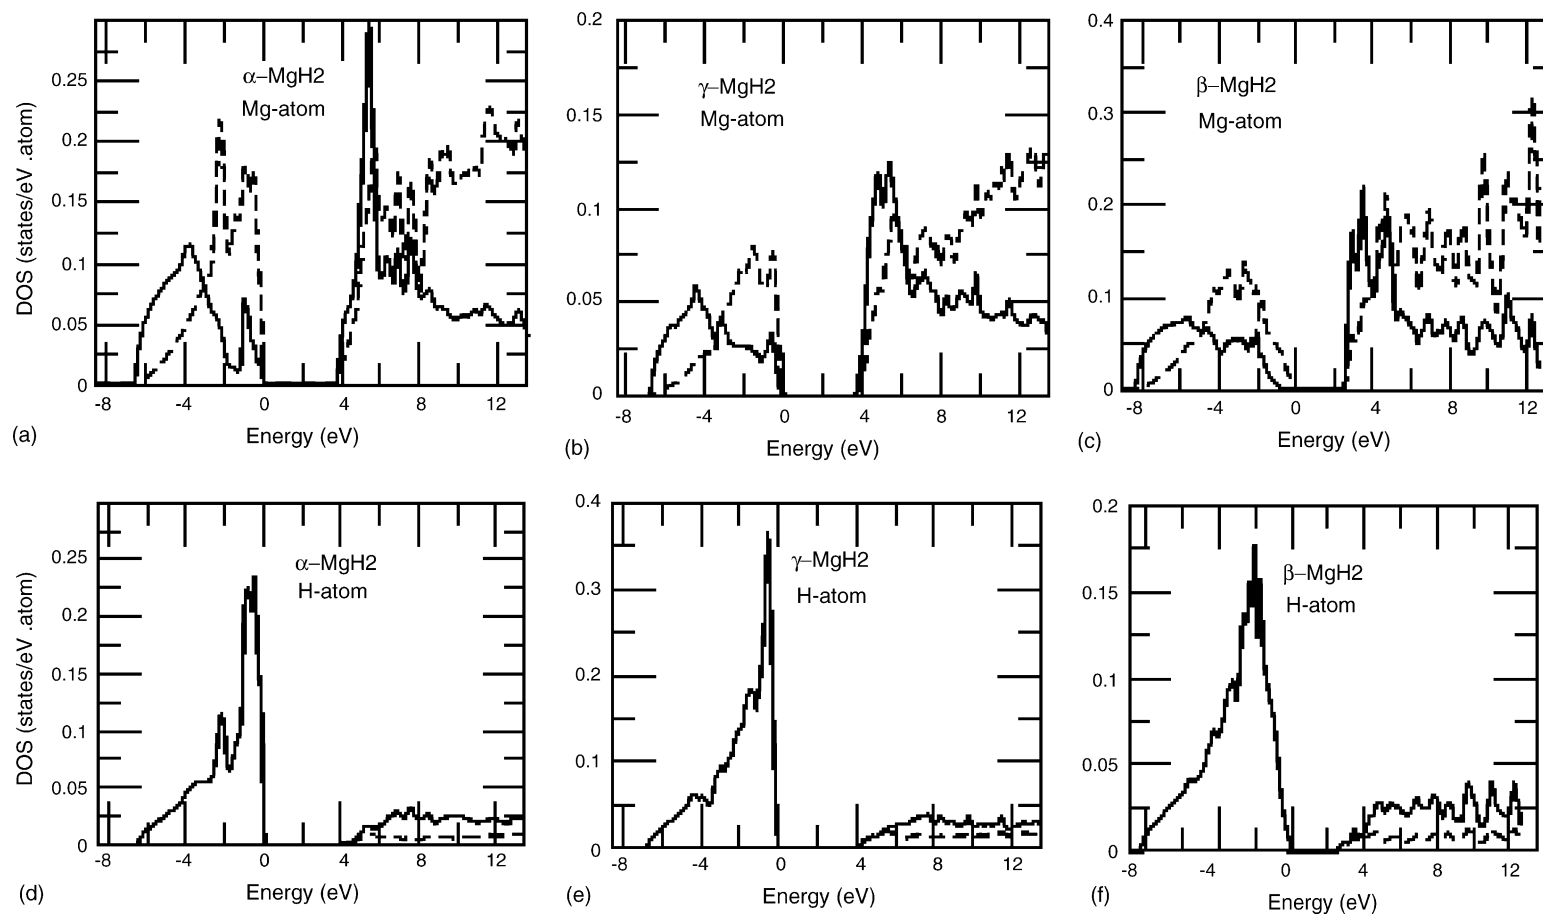 DOS (states/eV .atom)
0.25
0.2
0.15
0.1
0.05
0
α–MgH2
Mg-atom
-8 -4 0 4 8 12
Energy (eV)
(a)
0.2
0.15
0.1
0.05
0
γ–MgH2
Mg-atom
-8 -4 0 4 8 12
Energy (eV)
(b)
0.4
0.3
0.2
0.1
0
β–MgH2
Mg-atom
-8 -4 0 4 8 12
Energy (eV)
(c)
DOS (states/eV .atom)
0.25
0.2
0.15
0.1
0.05
0
α–MgH2
H-atom
-8 -4 0 4 8 12
Energy (eV)
(d)
0.4
0.3
0.2
0.1
0
γ–MgH2
H-atom
-8 -4 0 4 8 12
Energy (eV)
(e)
0.2
0.15
0.1
0.05
0
β–MgH2
H-atom
-8 -4 0 4 8 12
Energy (eV)
(f)